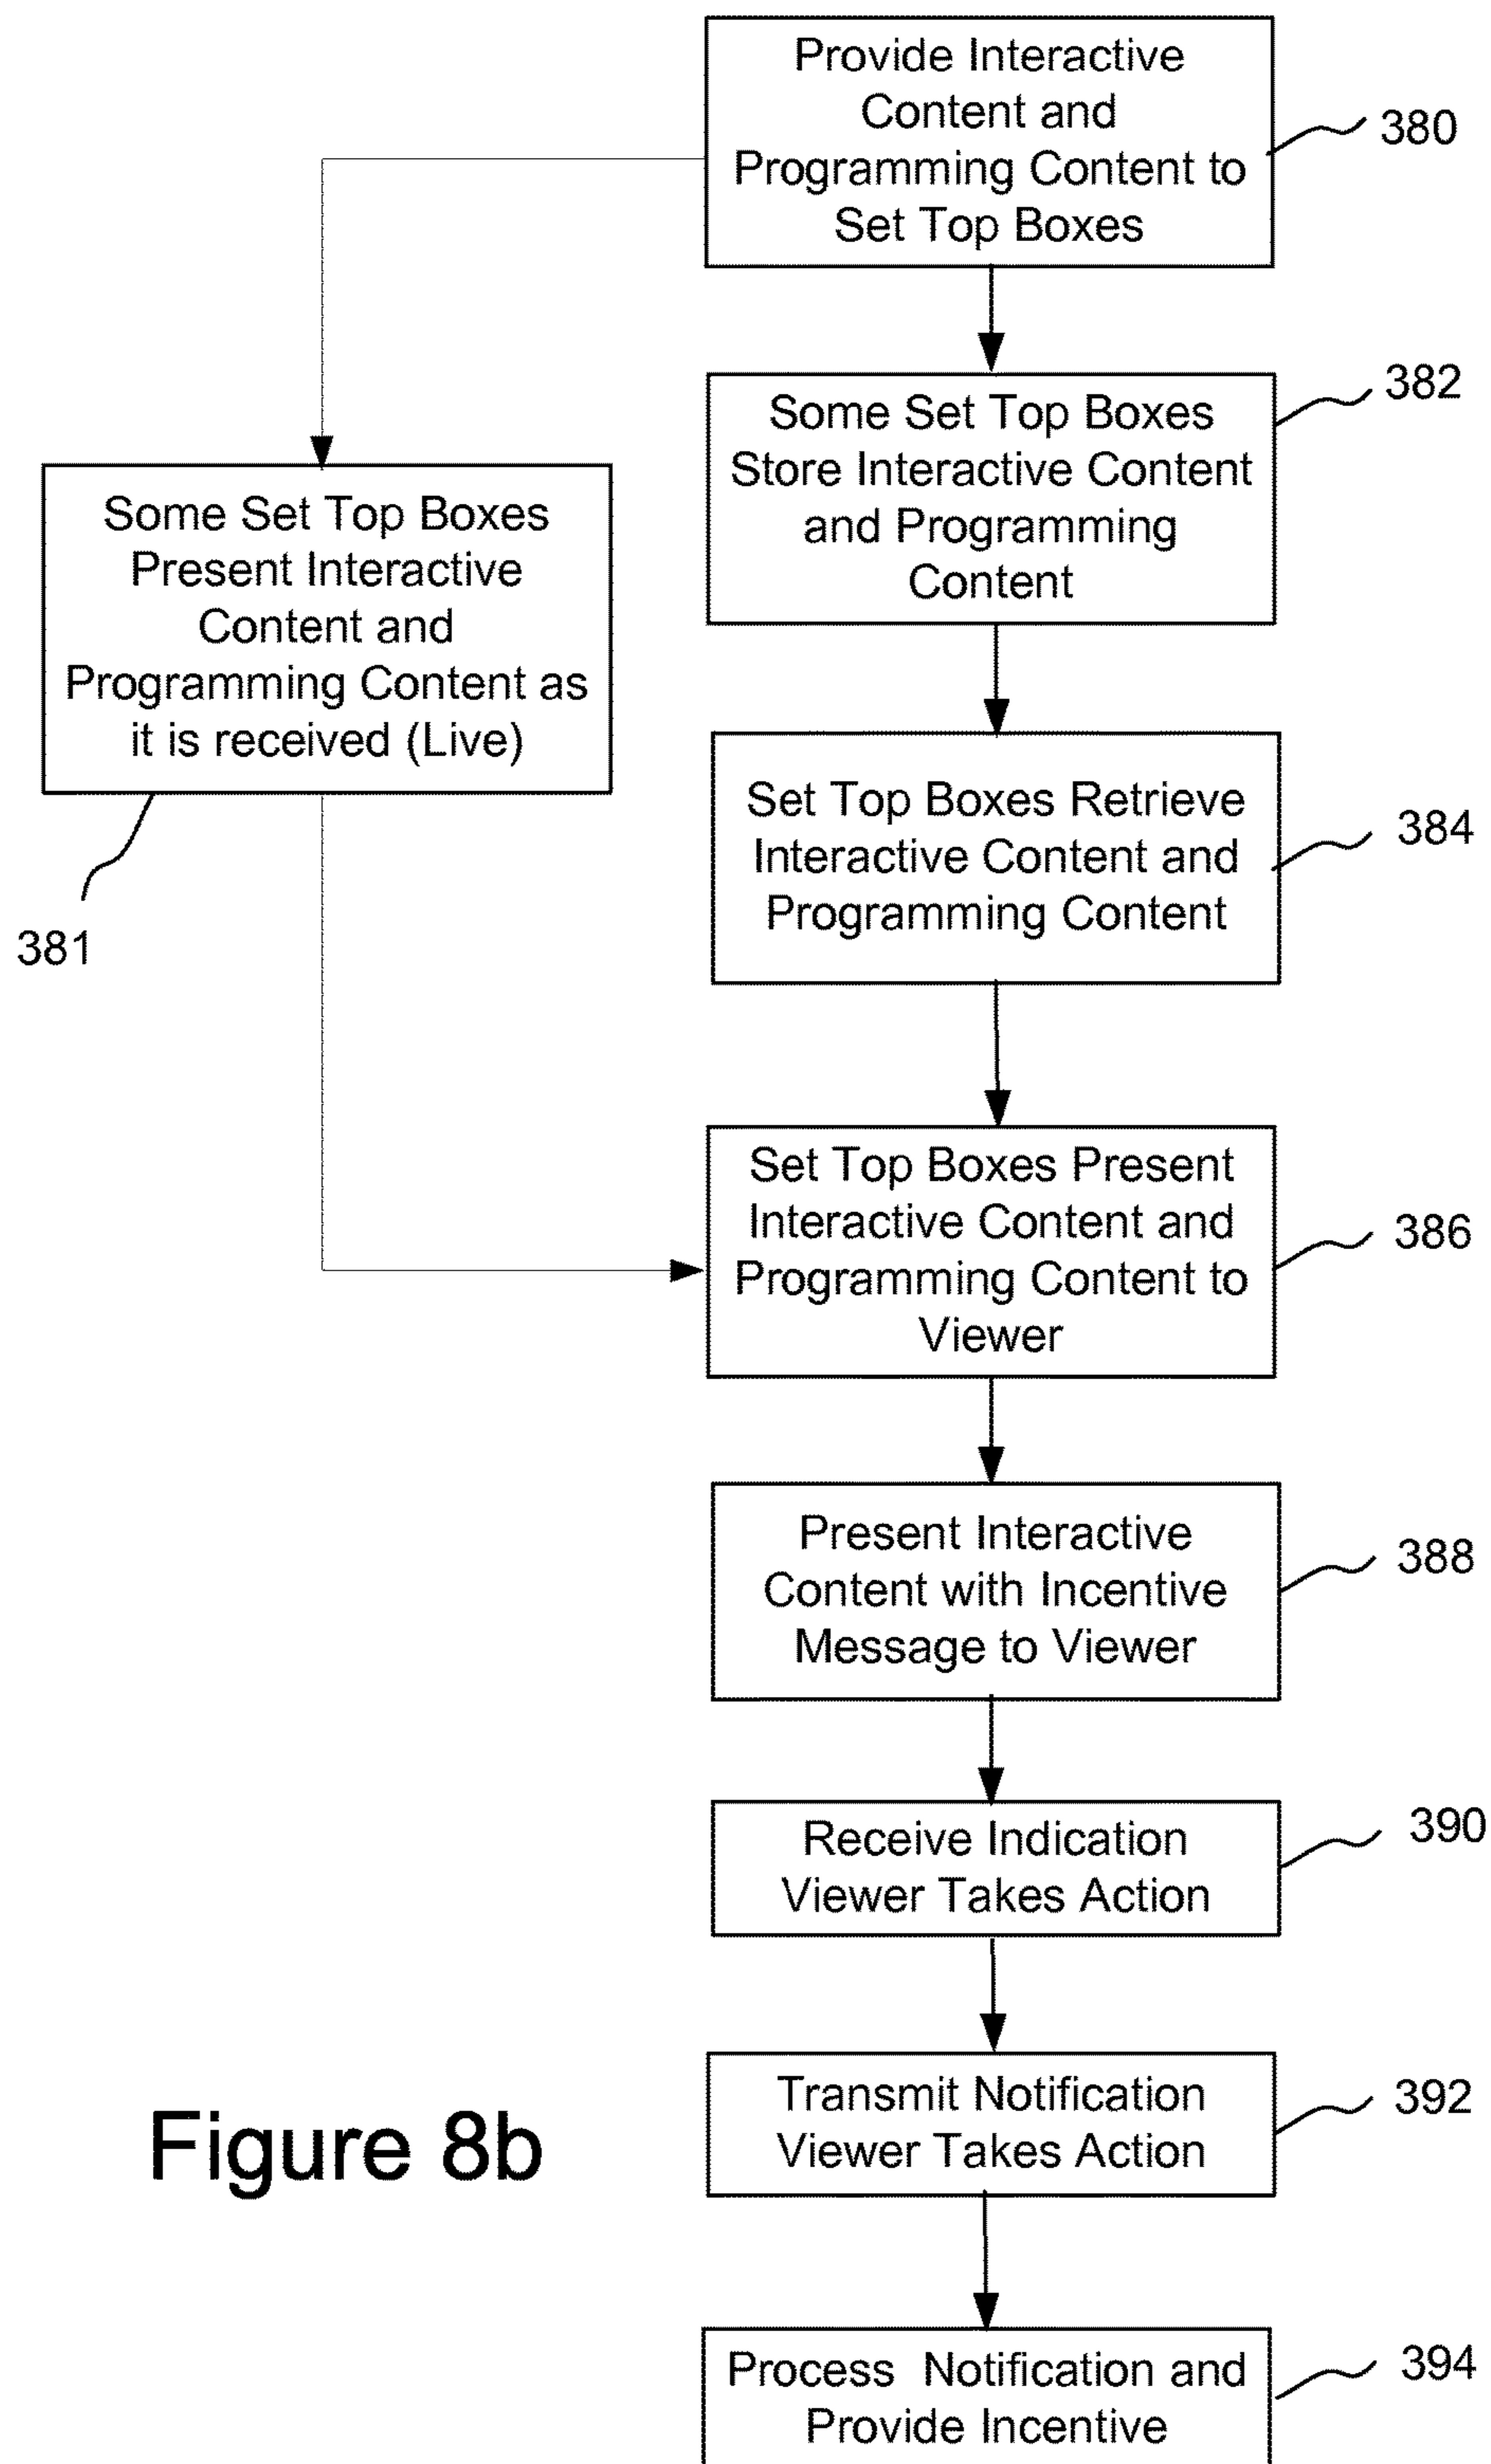 Provide Interactive
Content and
Programming Content to
Set Top Boxes
380
Some Set Top Boxes
Store Interactive Content
and Programming
Content
382
Some Set Top Boxes
Present Interactive
Content and
Programming Content as
it is received (Live)
381
Set Top Boxes Retrieve
Interactive Content and
Programming Content
384
Set Top Boxes Present
Interactive Content and
Programming Content to
Viewer
386
Present Interactive
Content with Incentive
Message to Viewer
388
Receive Indication
Viewer Takes Action
390
Transmit Notification
Viewer Takes Action
392
Figure 8b
Process Notification and
Provide Incentive
394